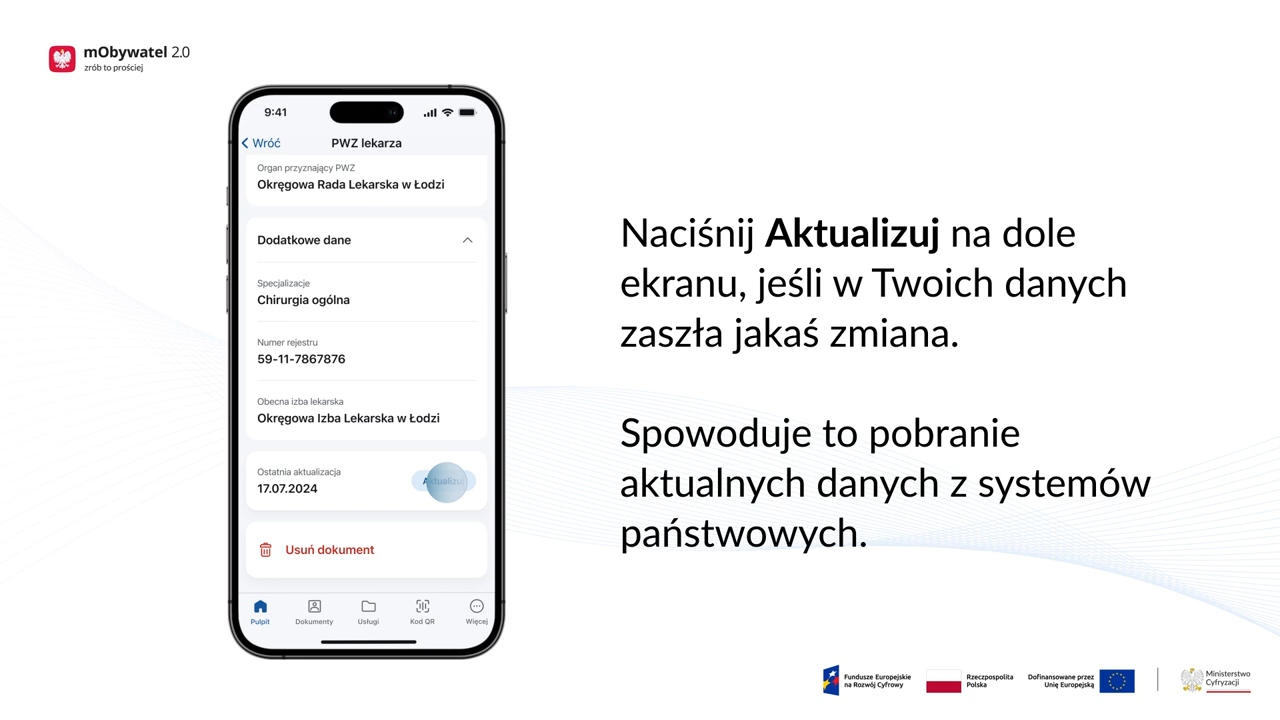 mObywatel 2.0
zrób to prościej
9:41
Wróć
PWZ lekarza
Organ przyznający PWZ
Okręgowa Rada Lekarska w Łodzi
Dodatkowe dane
Specjalizacje
Chirurgia ogólna
Numer rejestru
59-11-7867876
Obecna izba lekarska
Okręgowa Izba Lekarska w Łodzi
Ostatnia aktualizacja
17.07.2024
Aktualizuj
Usuń dokument
Pulpit
Dokumenty
Usługi
Kod QR
Więcej
Naciśnij Aktualizuj na dole
ekranu, jeśli w Twoich danych
zaszła jakaś zmiana.
Spowoduje to pobranie
aktualnych danych z systemów
państwowych.
Fundusze Europejskie
na Rozwój Cyfrowy
Rzeczpospolita
Polska
Dofinansowane przez
Unię Europejską
Ministerstwo
Cyfryzacji